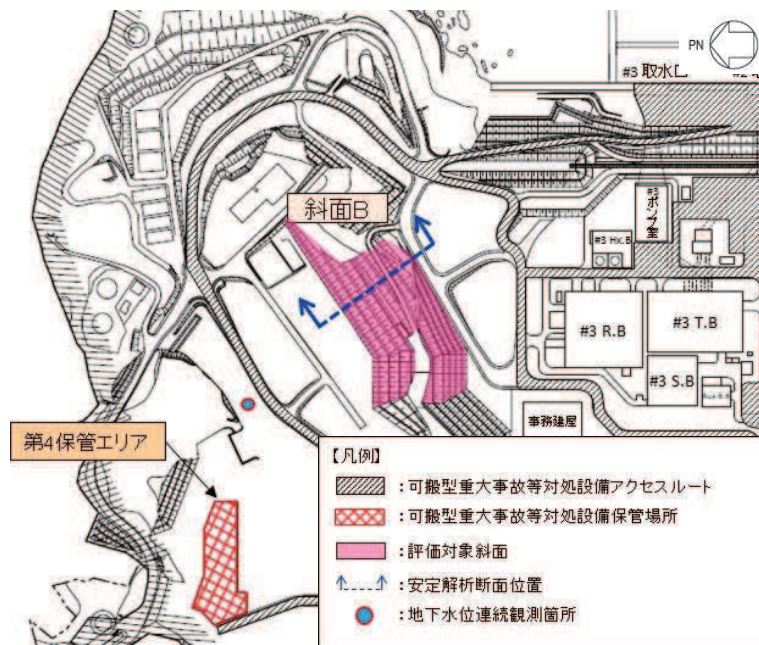 PN
#3 取水口
斜面B
#3
ポンプ室
#3 Hx.B
#3 R.B
#3 T.B
#3 S.B
事務建屋
第4保管エリア
【凡例】
:可搬型重大事故等対処設備アクセスルート
:可搬型重大事故等対処設備保管場所
:評価対象斜面
:安定解析断面位置
:地下水位連続観測箇所